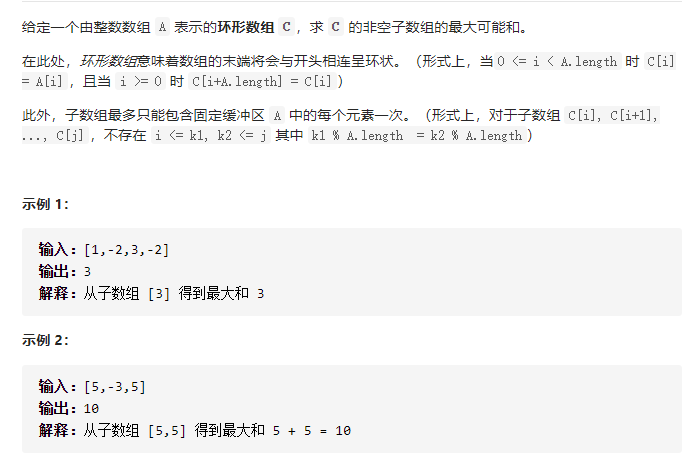 给定一个由整数数组 A 表示的环形数组 C，求 C 的非空子数组的最大可能和。
在此处，环形数组意味着数组的末端将会与开头相连呈环状。（形式上，当0 <= i < A.length 时 C[i]
= A[i]，且当 i >= 0 时 C[i+A.length] = C[i]）
此外，子数组最多只能包含固定缓冲区 A 中的每个元素一次。（形式上，对于子数组 C[i], C[i+1],
..., C[j]，不存在 i <= k1, k2 <= j 其中 k1 % A.length = k2 % A.length）
示例 1：
输入：[1,-2,3,-2]
输出：3
解释：从子数组 [3] 得到最大和 3
示例 2：
输入：[5,-3,5]
输出：10
解释：从子数组 [5,5] 得到最大和 5 + 5 = 10